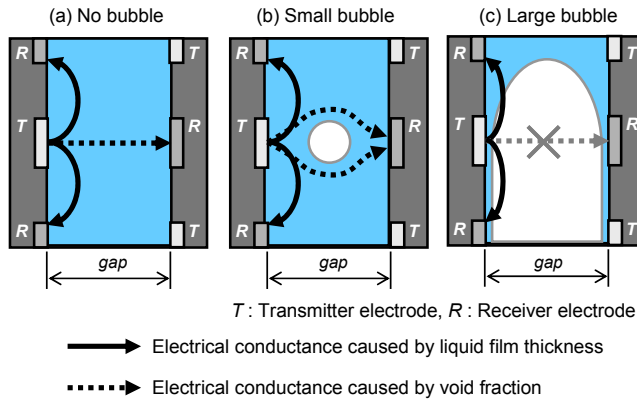 (a) No bubble (b) Small bubble (c) Large bubble
R T R T R T
T R T R T R
R T R T R T
gap gap gap
T : Transmitter electrode, R : Receiver electrode
Electrical conductance caused by liquid film thickness
Electrical conductance caused by void fraction